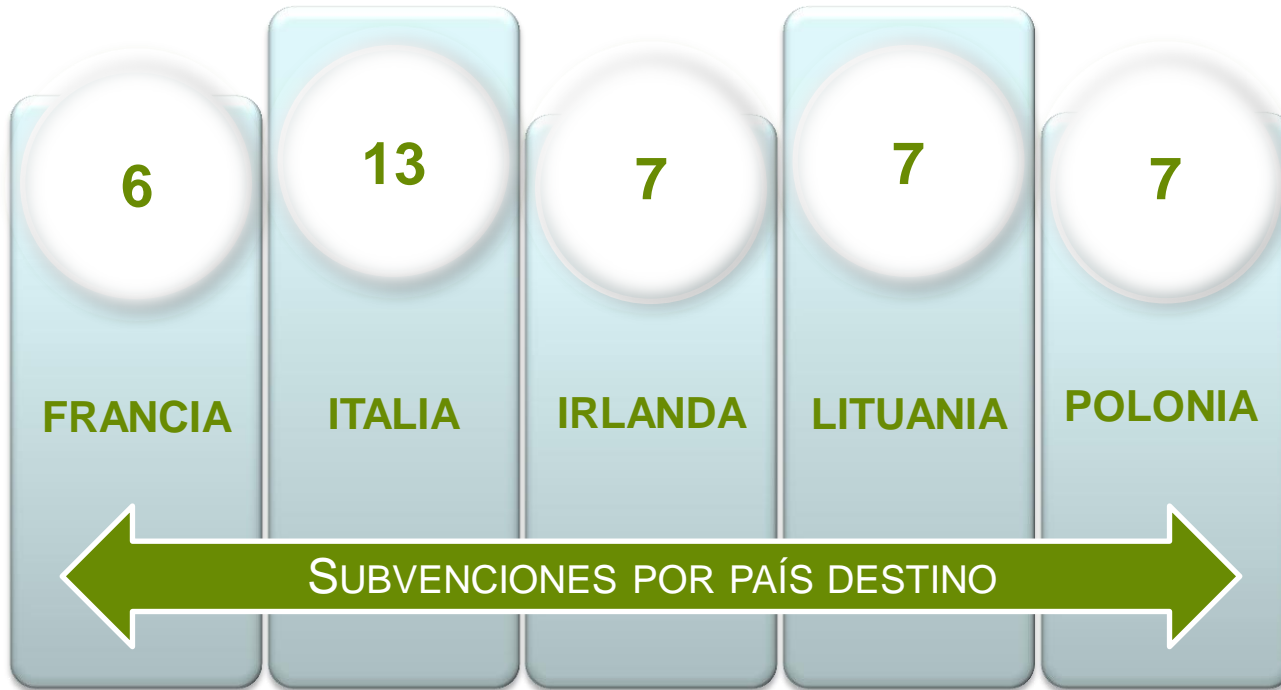 6
13
7
7
7
FRANCIA
ITALIA
IRLANDA
LITUANIA
POLONIA
SUBVENCIONES POR PAÍS DESTINO